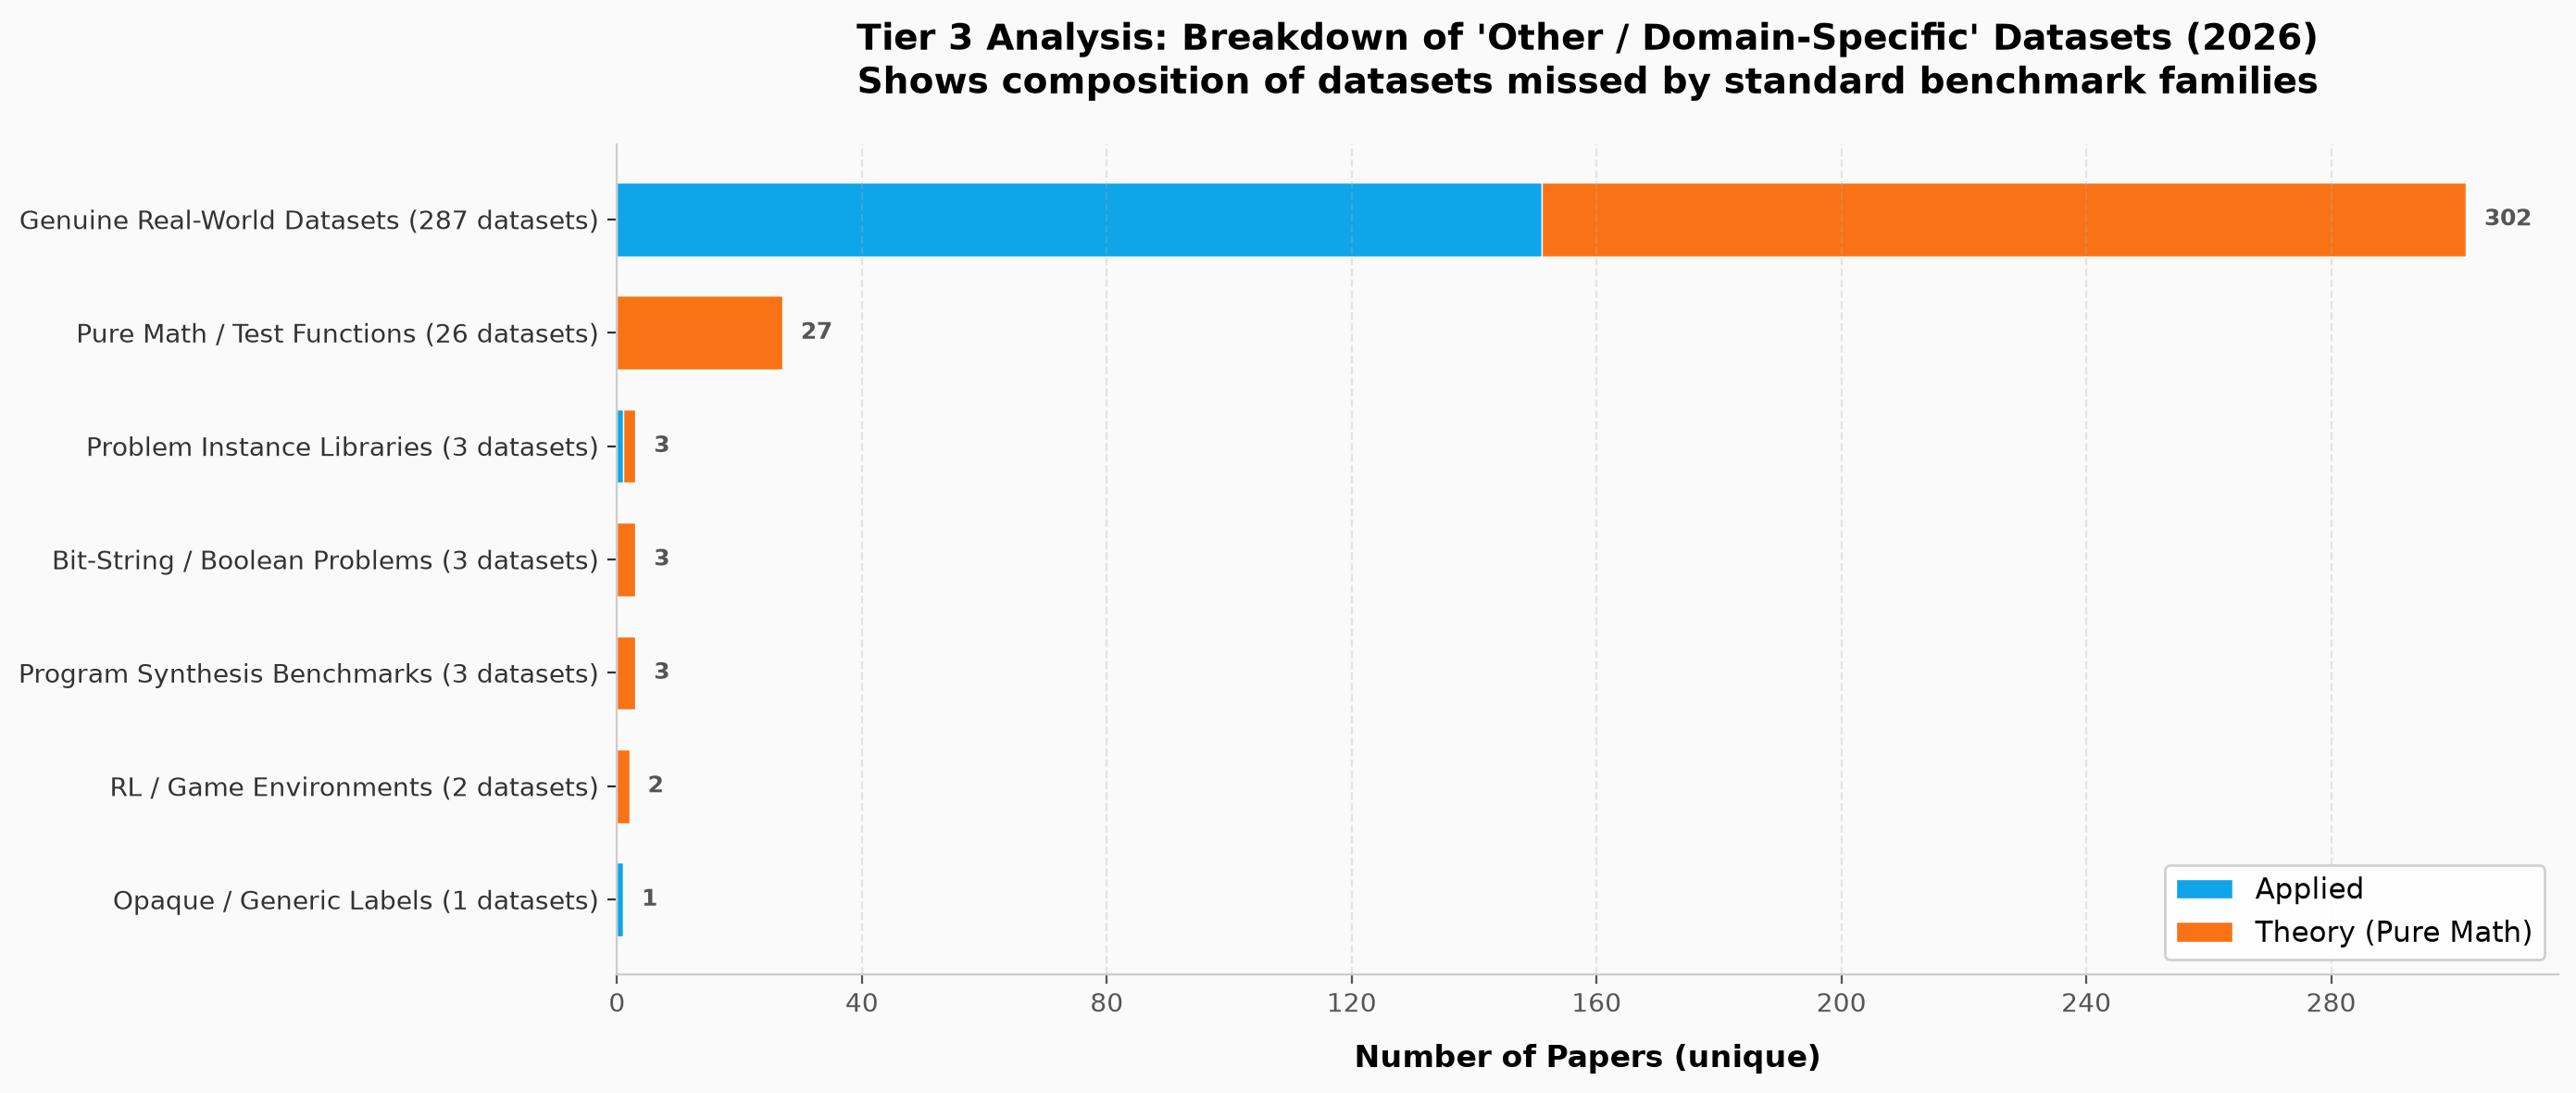 Tier 3 Analysis: Breakdown of 'Other / Domain-Specific' Datasets (2026)
Shows composition of datasets missed by standard benchmark families
Genuine Real-World Datasets (287 datasets)
302
Pure Math / Test Functions (26 datasets)
27
Problem Instance Libraries (3 datasets)
3
Bit-String / Boolean Problems (3 datasets)
3
Program Synthesis Benchmarks (3 datasets)
3
RL / Game Environments (2 datasets)
2
Opaque / Generic Labels (1 datasets)
1
Applied
Theory (Pure Math)
0 40 80 120 160 200 240 280
Number of Papers (unique)